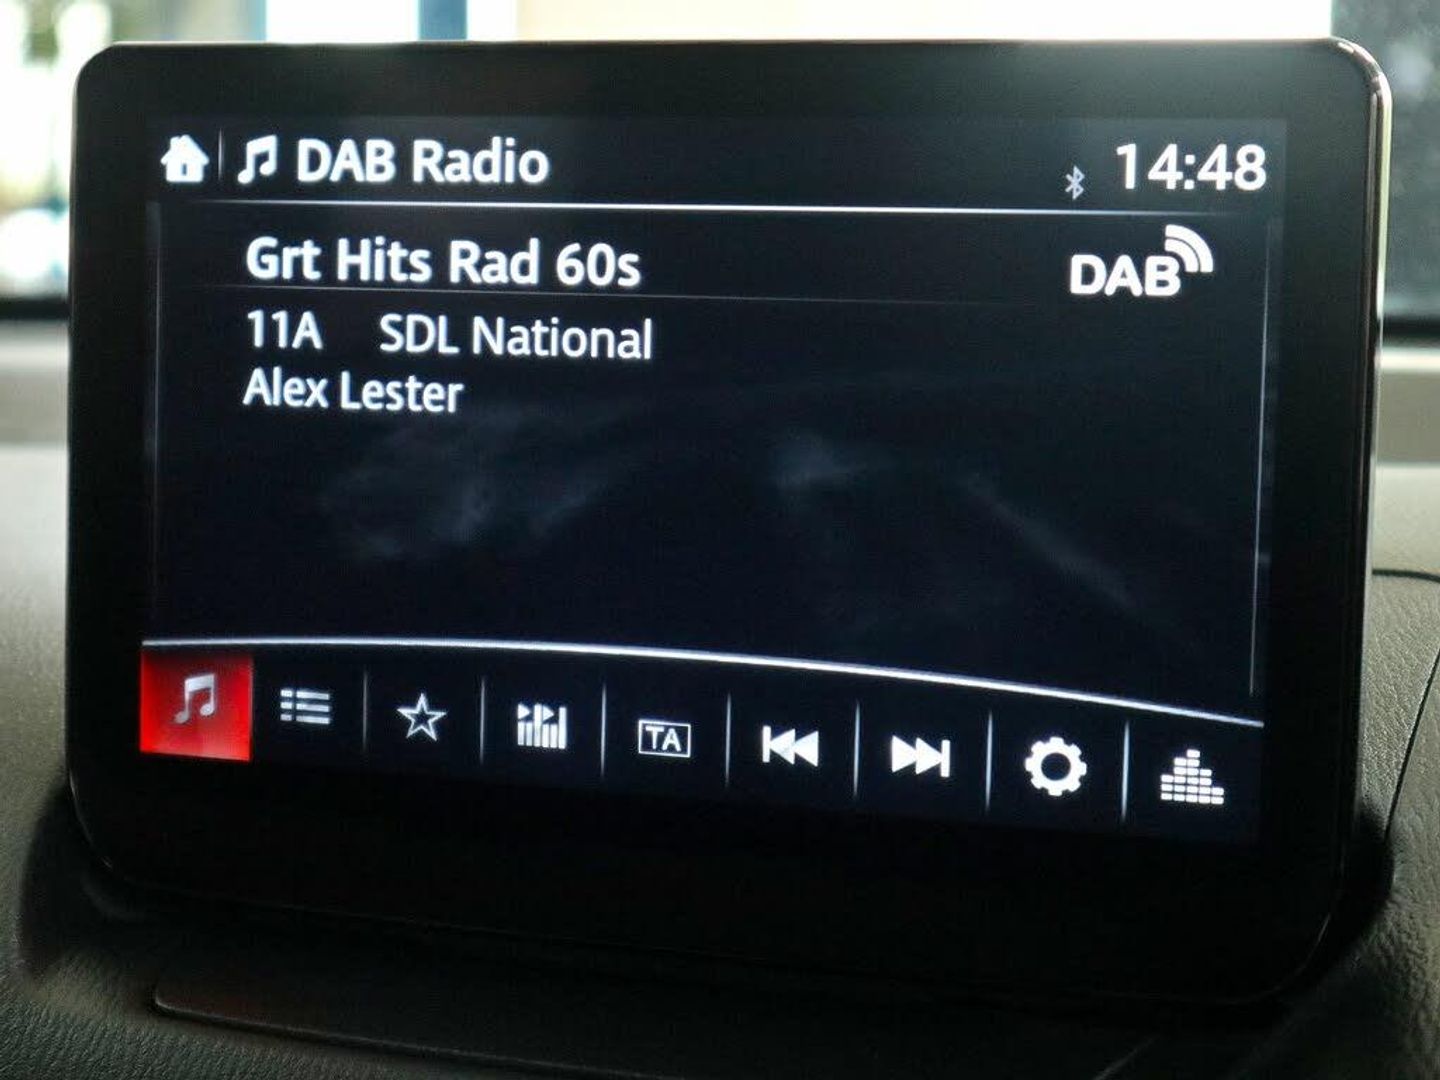 DAB Radio 14:48
Grt Hits Rad 60s DAB
11A SDL National
Alex Lester
TA